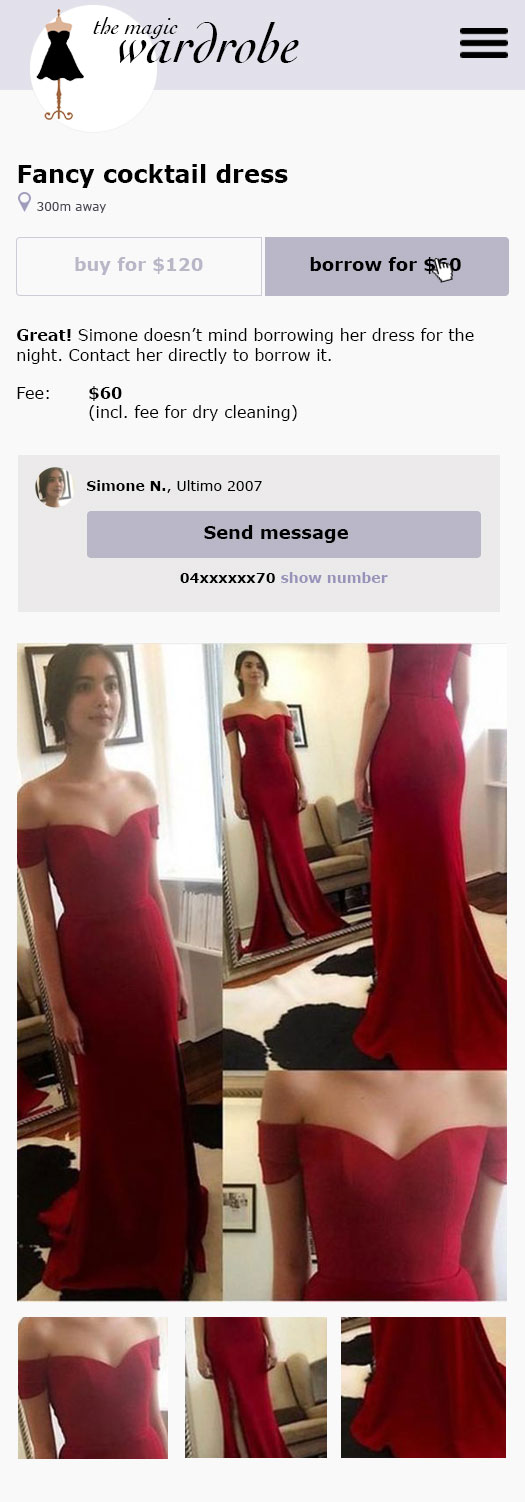 the magic
wardrobe
Fancy cocktail dress
300m away
buy for $120
borrow for $60
Great! Simone doesn’t mind borrowing her dress for the
night. Contact her directly to borrow it.
Fee: $60
(incl. fee for dry cleaning)
Simone N., Ultimo 2007
Send message
04xxxxxx70 show number